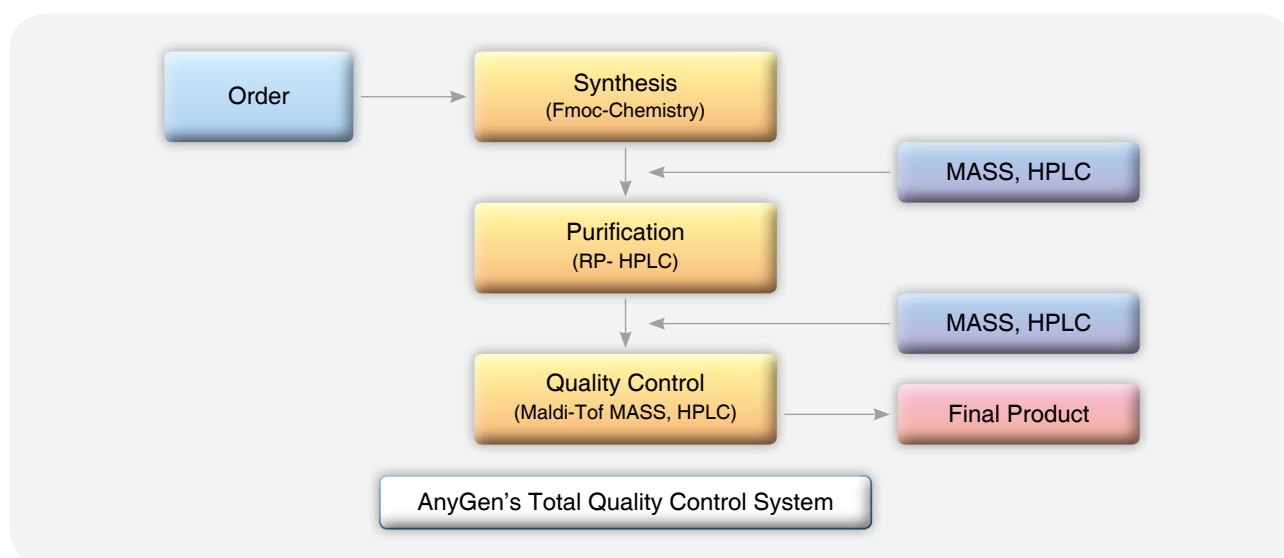 Order
Synthesis
(Fmoc-Chemistry)
MASS, HPLC
Purification
(RP- HPLC)
MASS, HPLC
Quality Control
(Maldi-Tof MASS, HPLC)
Final Product
AnyGen’s Total Quality Control System